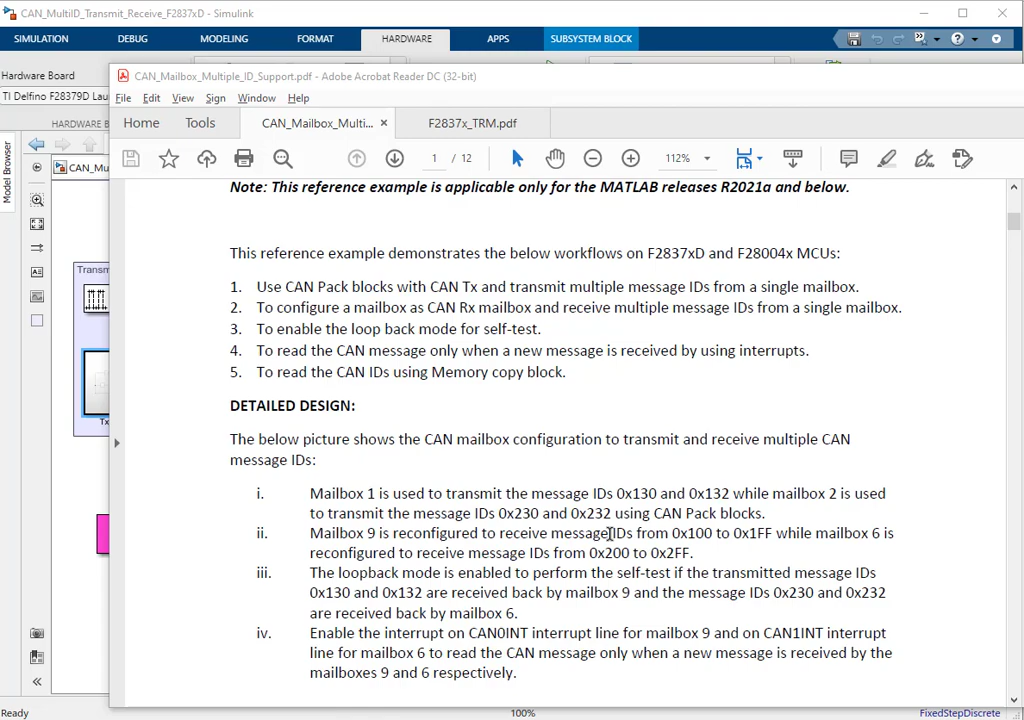 CAN_MultiID_Transmit_Receive_F2837xD - Simulink
SIMULATION DEBUG MODELING FORMAT HARDWARE APPS SUBSYSTEM BLOCK
Hardware Board
TI Delfino F28379D Lau
HARDWARE B
CAN_Mu
Model Browser
Transm
Tx
CAN_Mailbox_Multiple_ID_Support.pdf - Adobe Acrobat Reader DC (32-bit)
File Edit View Sign Window Help
Home Tools CAN_Mailbox_Multi... × F2837x_TRM.pdf
1 / 12 112%
Note: This reference example is applicable only for the MATLAB releases R2021a and below.
This reference example demonstrates the below workflows on F2837xD and F28004x MCUs:
1. Use CAN Pack blocks with CAN Tx and transmit multiple message IDs from a single mailbox.
2. To configure a mailbox as CAN Rx mailbox and receive multiple message IDs from a single mailbox.
3. To enable the loop back mode for self-test.
4. To read the CAN message only when a new message is received by using interrupts.
5. To read the CAN IDs using Memory copy block.
DETAILED DESIGN:
The below picture shows the CAN mailbox configuration to transmit and receive multiple CAN
message IDs:
i. Mailbox 1 is used to transmit the message IDs 0x130 and 0x132 while mailbox 2 is used
to transmit the message IDs 0x230 and 0x232 using CAN Pack blocks.
ii. Mailbox 9 is reconfigured to receive message IDs from 0x100 to 0x1FF while mailbox 6 is
reconfigured to receive message IDs from 0x200 to 0x2FF.
iii. The loopback mode is enabled to perform the self-test if the transmitted message IDs
0x130 and 0x132 are received back by mailbox 9 and the message IDs 0x230 and 0x232
are received back by mailbox 6.
iv. Enable the interrupt on CAN0INT interrupt line for mailbox 9 and on CAN1INT interrupt
line for mailbox 6 to read the CAN message only when a new message is received by the
mailboxes 9 and 6 respectively.
Ready 100% FixedStepDiscrete